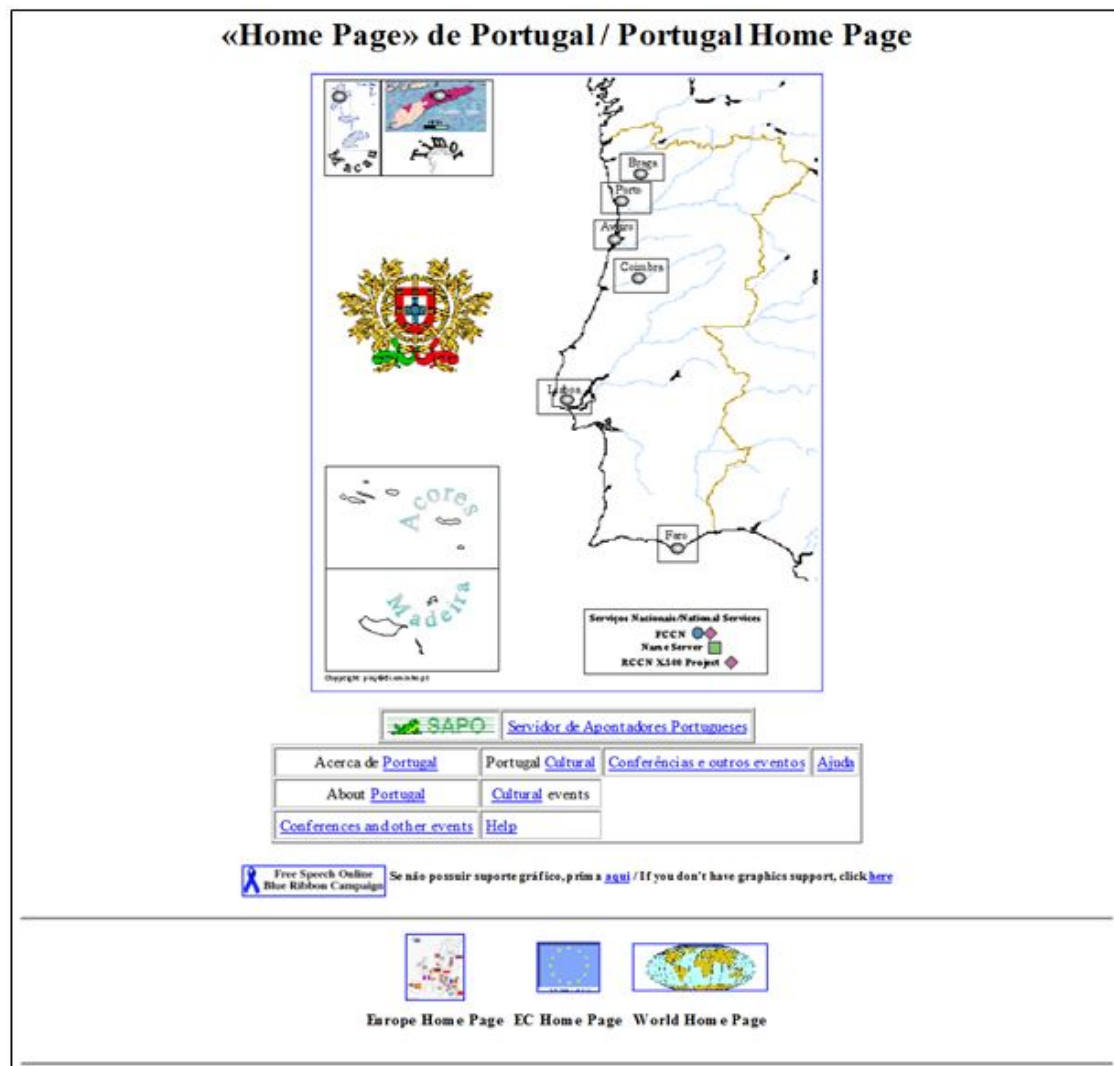 «Home Page» de Portugal / Portugal Home Page
Macau
Timor
Braga
Porto
Aveiro
Coimbra
Lisboa
Açores
Faro
Madeira
Serviços Nacionais/National Services
FCCN
Name Server
RCCN X.500 Project
Copyright:
SAPO Servidor de Apontadores Portugueses
Acerca de Portugal Portugal Cultural Conferências e outros eventos Ajuda
About Portugal Cultural events
Conferences and other events Help
Free Speech Online
Blue Ribbon Campaign
Se não possuir suporte gráfico, prima aqui / If you don't have graphics support, click here
Europe Home Page EC Home Page World Home Page